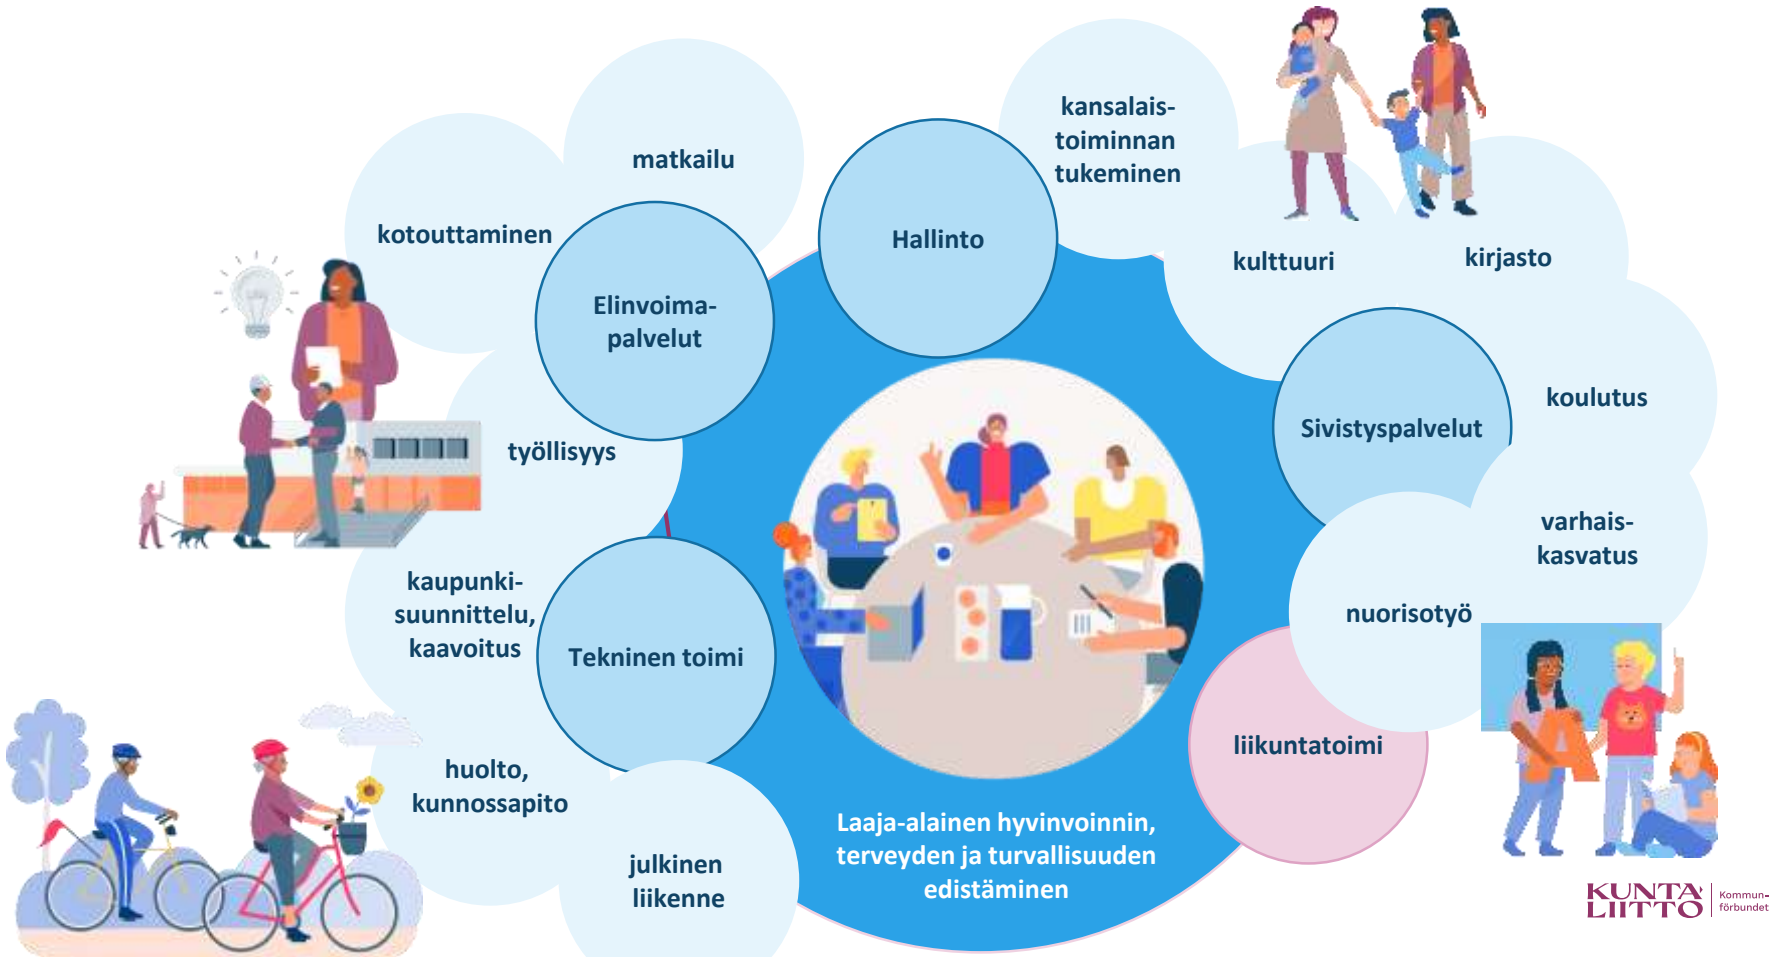 matkailu
kotouttaminen
Elinvoima-
palvelut
työllisyys
Hallinto
kansalais-
toiminnan
tukeminen
kulttuuri
kirjasto
Sivistyspalvelut
koulutus
varhais-
kasvatus
nuorisotyö
liikuntatoimi
kaupunki-
suunnittelu,
kaavoitus
Tekninen toimi
huolto,
kunnossapito
julkinen
liikenne
Laaja-alainen hyvinvoinnin,
terveyden ja turvallisuuden
edistäminen
A
KUNTA
LIITTO
Kommun-
förbundet